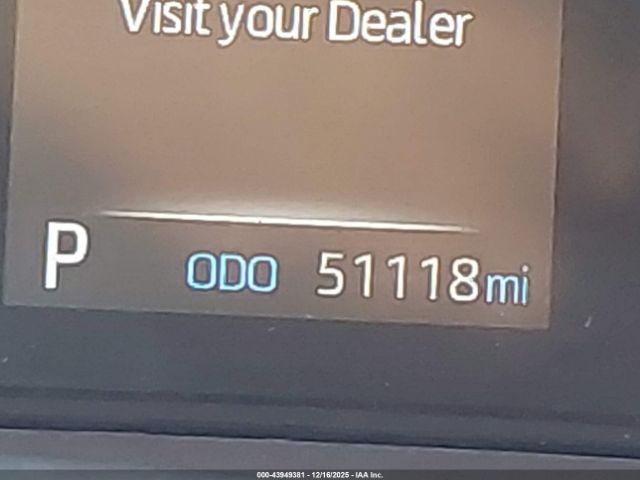 Visit your Dealer
P ODO 51118mi
000-43949381 - 12/16/2025 - IAA Inc.